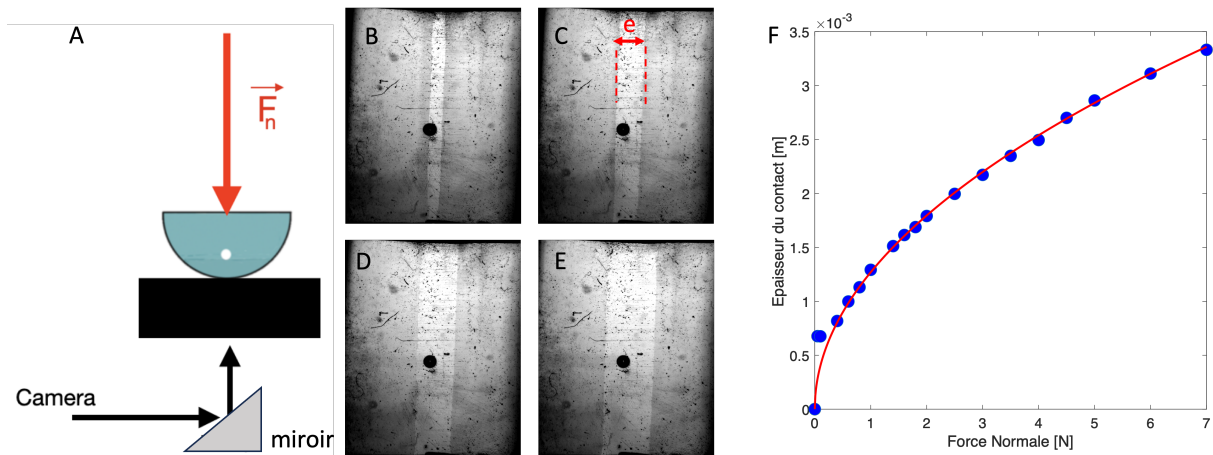 A
F⃗n
Camera
miroir
B
C
e
D
E
F
×10-3
3.5
3
2.5
2
1.5
1
0.5
0
0
1
2
3
4
5
6
7
Epaisseur du contact [m]
Force Normale [N]